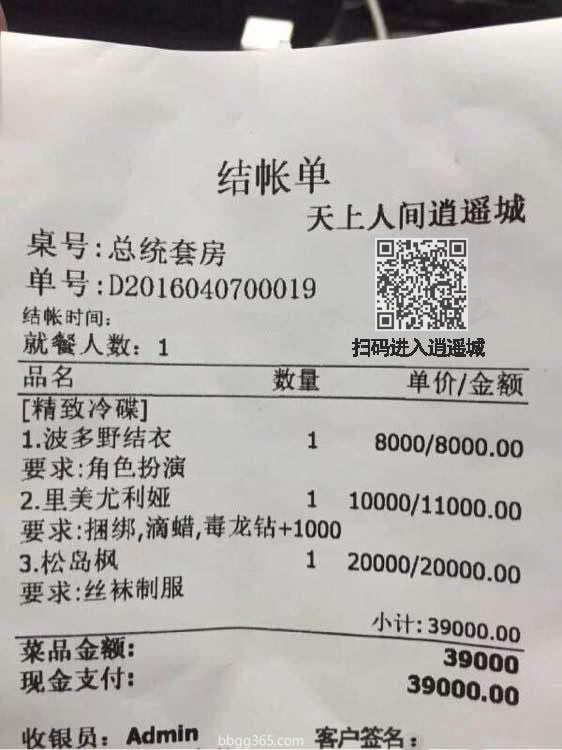 结帐单
天上人间逍遥城
桌号:总统套房
单号:D2016040700019
结帐时间:
扫码进入逍遥城
就餐人数: 1
品名 数量 单价/金额
[精致冷碟]
1.波多野结衣 1 8000/8000.00
要求:角色扮演
2.里美尤利娅 1 10000/11000.00
要求:捆绑,滴蜡,毒龙钻+1000
3.松岛枫 1 20000/20000.00
要求:丝袜制服
小计: 39000.00
菜品金额: 39000
现金支付: 39000.00
收银员: Admin 客户签名:
bbgg365.com